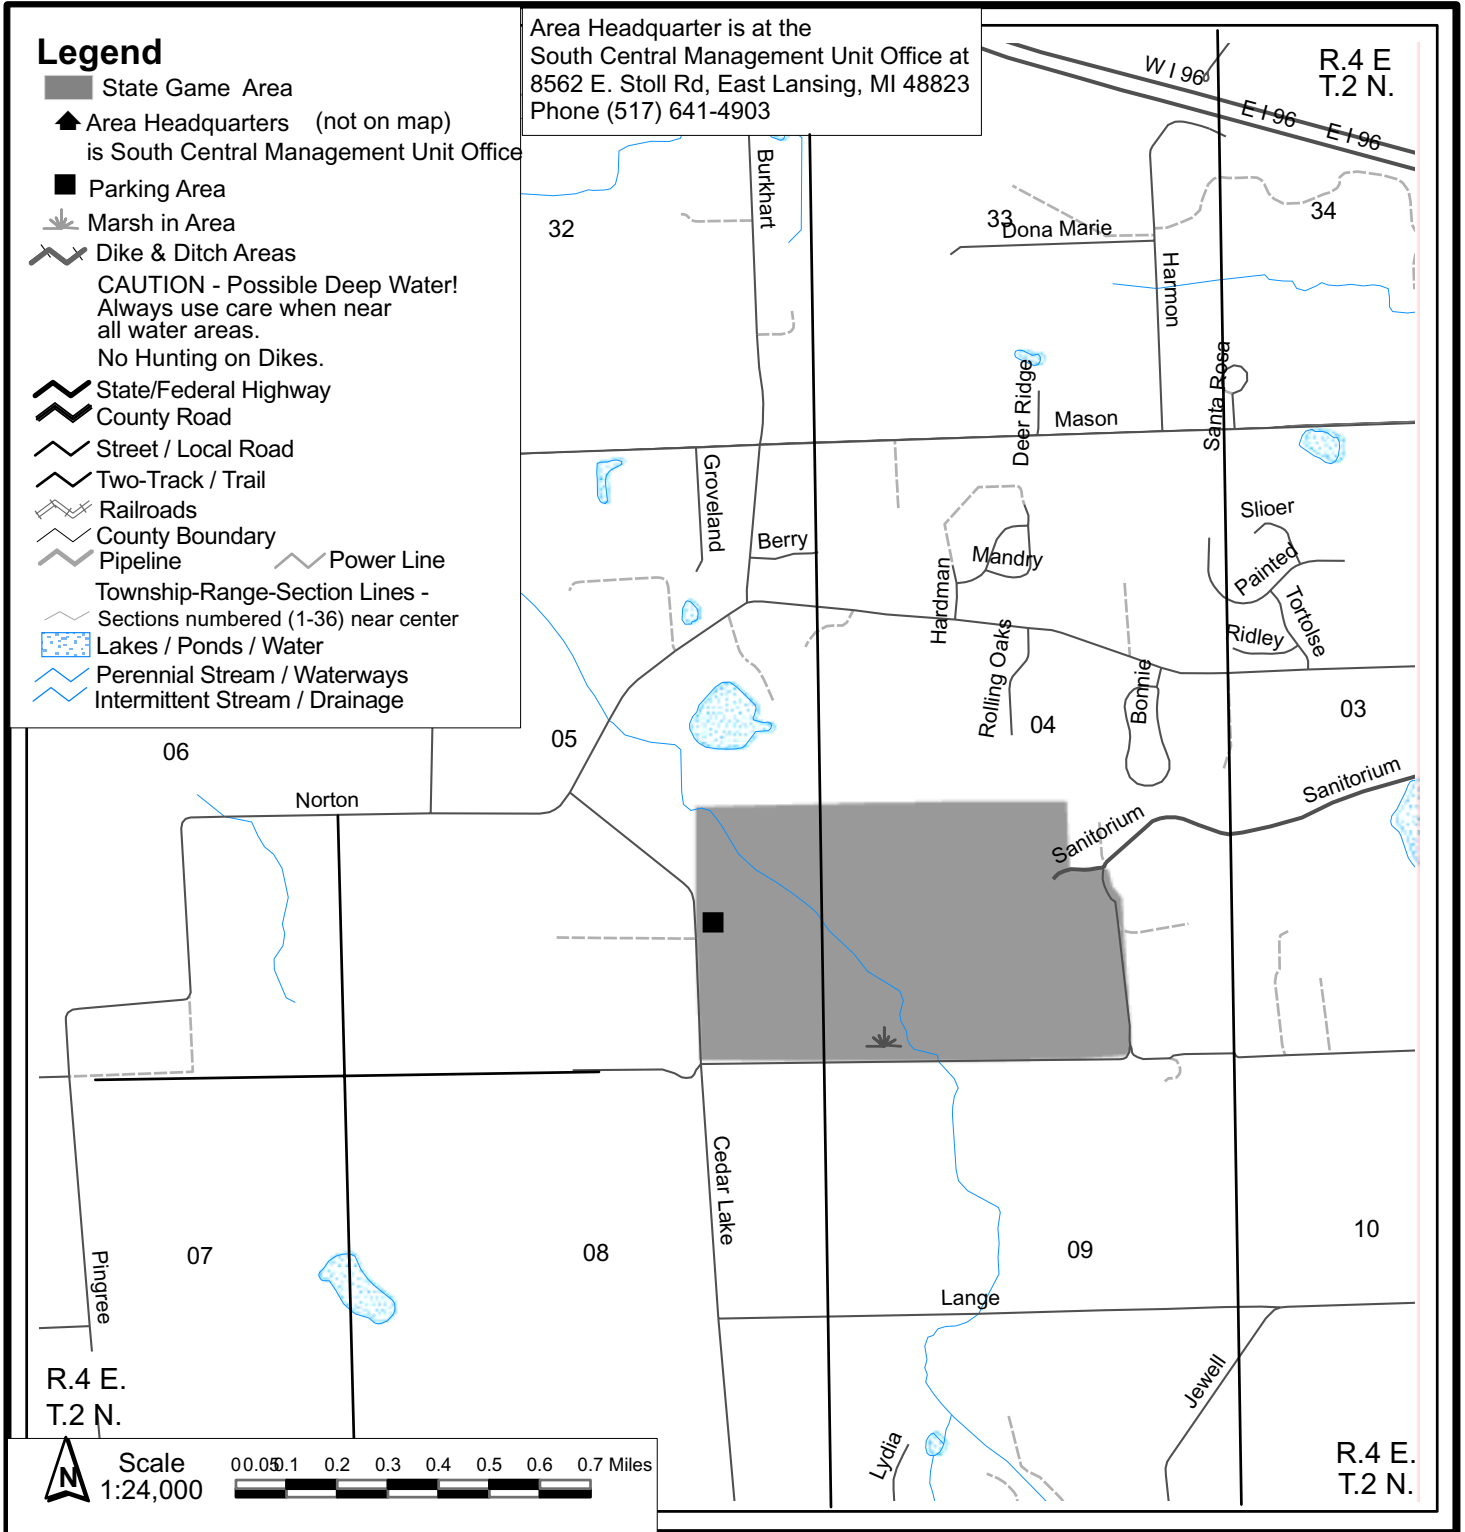 Legend
State Game Area
Area Headquarters (not on map)
is South Central Management Unit Office
Parking Area
Marsh in Area
Dike & Ditch Areas
CAUTION - Possible Deep Water!
Always use care when near
all water areas.
No Hunting on Dikes.
State/Federal Highway
County Road
Street / Local Road
Two-Track / Trail
Railroads
County Boundary
Pipeline
Power Line
Township-Range-Section Lines -
Sections numbered (1-36) near center
Lakes / Ponds / Water
Perennial Stream / Waterways
Intermittent Stream / Drainage
Area Headquarter is at the
South Central Management Unit Office at
8562 E. Stoll Rd, East Lansing, MI 48823
Phone (517) 641-4903
R.4 E
T.2 N.
W I 96
E I 96
E I 96
Burkhart
32
33
34
Dona Marie
Harmon
Santa Rosa
Deer Ridge
Mason
Groveland
Berry
Hardman
Mandry
Slioer
Painted
Tortolse
Ridley
Rolling Oaks
Bonnie
06
05
04
03
Norton
Sanitorium
Sanitorium
Cedar Lake
Pingree
07
08
09
10
Lange
Jewell
Lydia
R.4 E.
T.2 N.
R.4 E.
T.2 N.
N
Scale
1:24,000
0 0.05 0.1 0.2 0.3 0.4 0.5 0.6 0.7 Miles